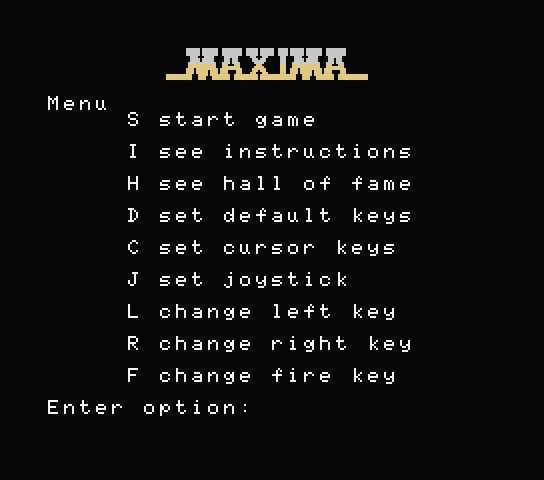 MAXIMA
Menu
S start game
I see instructions
H see hall of fame
D set default keys
C set cursor keys
J set joystick
L change left key
R change right key
F change fire key
Enter option: